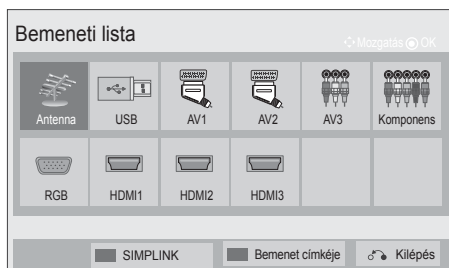 Bemeneti lista
Mozgatás OK
Antenna USB AV1 AV2 AV3 Komponens
RGB HDMI1 HDMI2 HDMI3
SIMPLINK Bemenet címkéje Kilépés